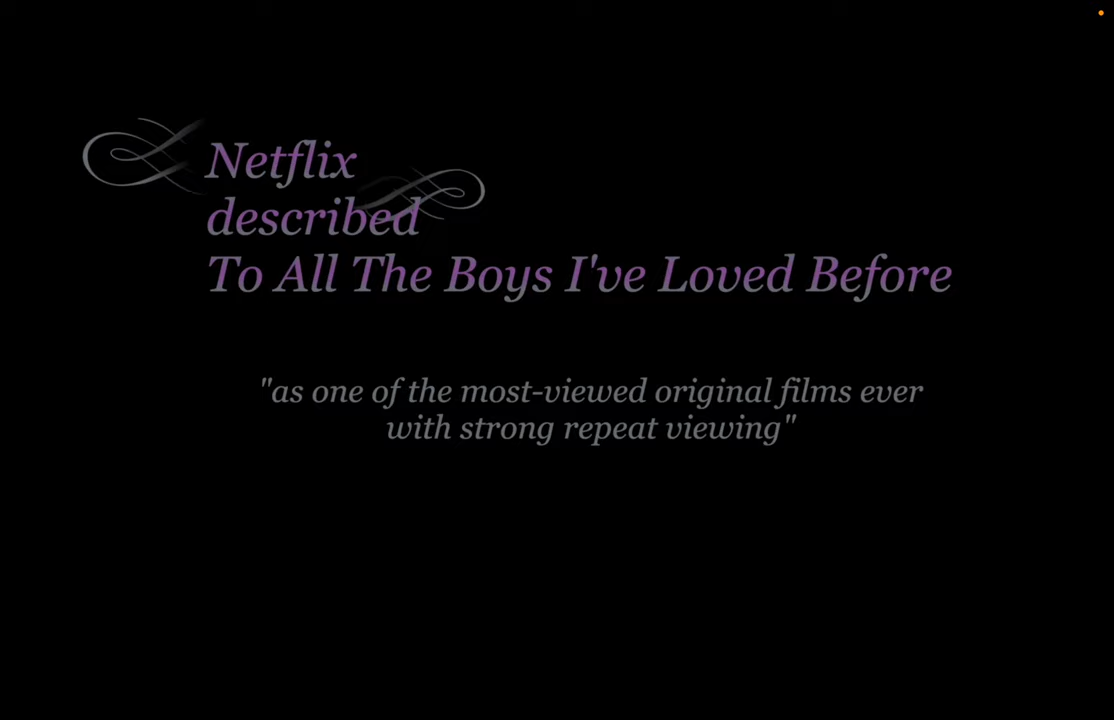 Netflix
described
To All The Boys I've Loved Before
"as one of the most-viewed original films ever
with strong repeat viewing"